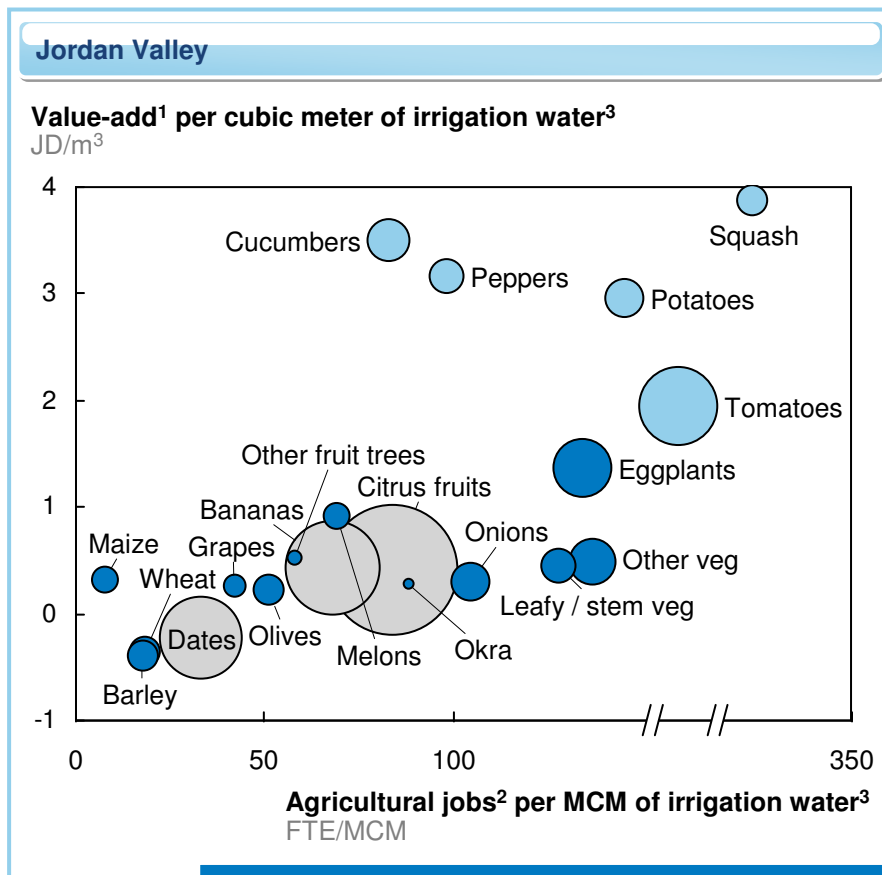 Jordan Valley
Value-add¹ per cubic meter of irrigation water³
JD/m³
4
Squash
Cucumbers
Peppers
3
Potatoes
2
Tomatoes
Other fruit trees
Eggplants
Citrus fruits
1
Bananas
Onions
Maize
Grapes
Other veg
Wheat
Leafy / stem veg
0
Dates
Olives
Melons
Okra
Barley
-1
0 50 100 350
Agricultural jobs² per MCM of irrigation water³
FTE/MCM